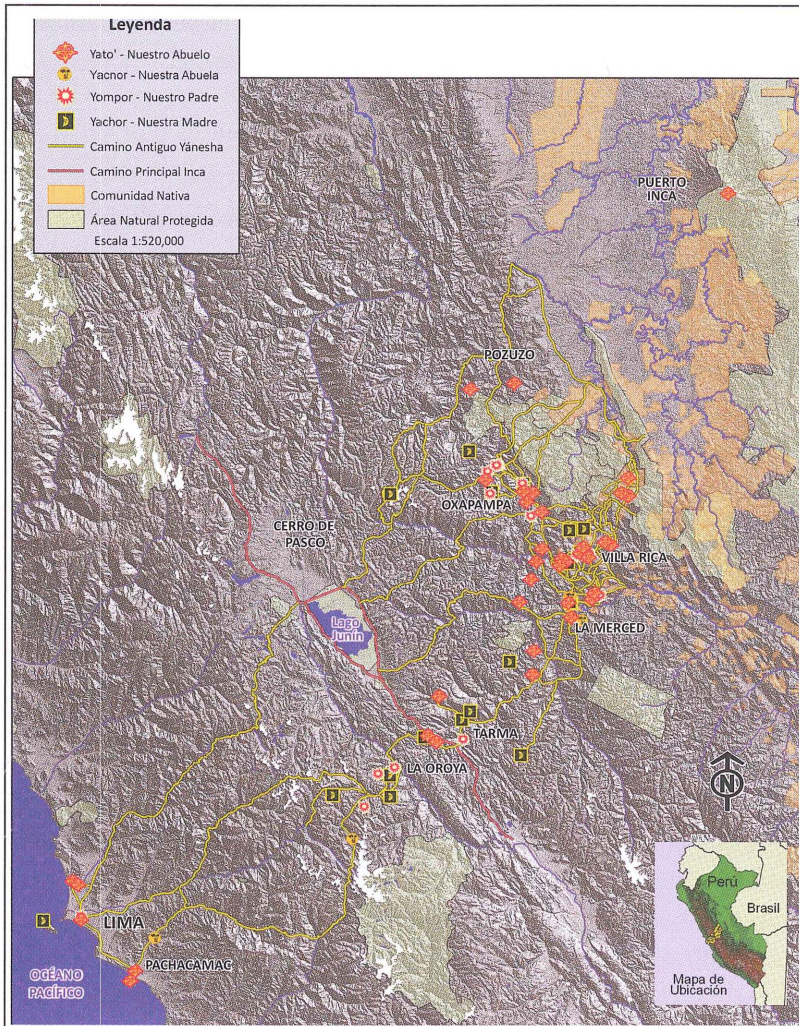 Leyenda
Yato' - Nuestro Abuelo
Yacnor - Nuestra Abuela
Yompor - Nuestro Padre
Yachor - Nuestra Madre
Camino Antiguo Yánesha
Camino Principal Inca
Comunidad Nativa
Área Natural Protegida
Escala 1:520,000
PUERTO
INCA
POZUZO
OXAPAMPA
CERRO DE
PASCO
VILLA RICA
Lago
Junín
LA MERCED
TARMA
LA OROYA
N
LIMA
PACHACAMAC
OCÉANO
PACÍFICO
Perú
Brasil
Mapa de
Ubicación